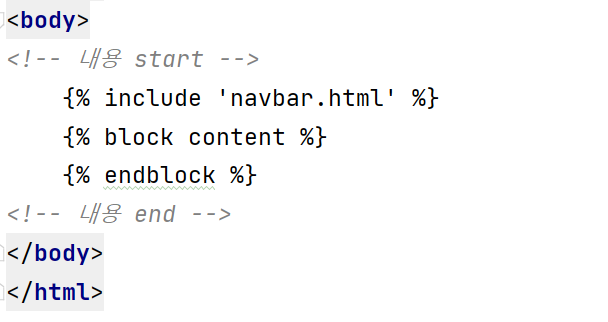 <body>
<!-- 내용 start -->
{% include 'navbar.html' %}
{% block content %}
{% endblock %}
<!-- 내용 end -->
</body>
</html>